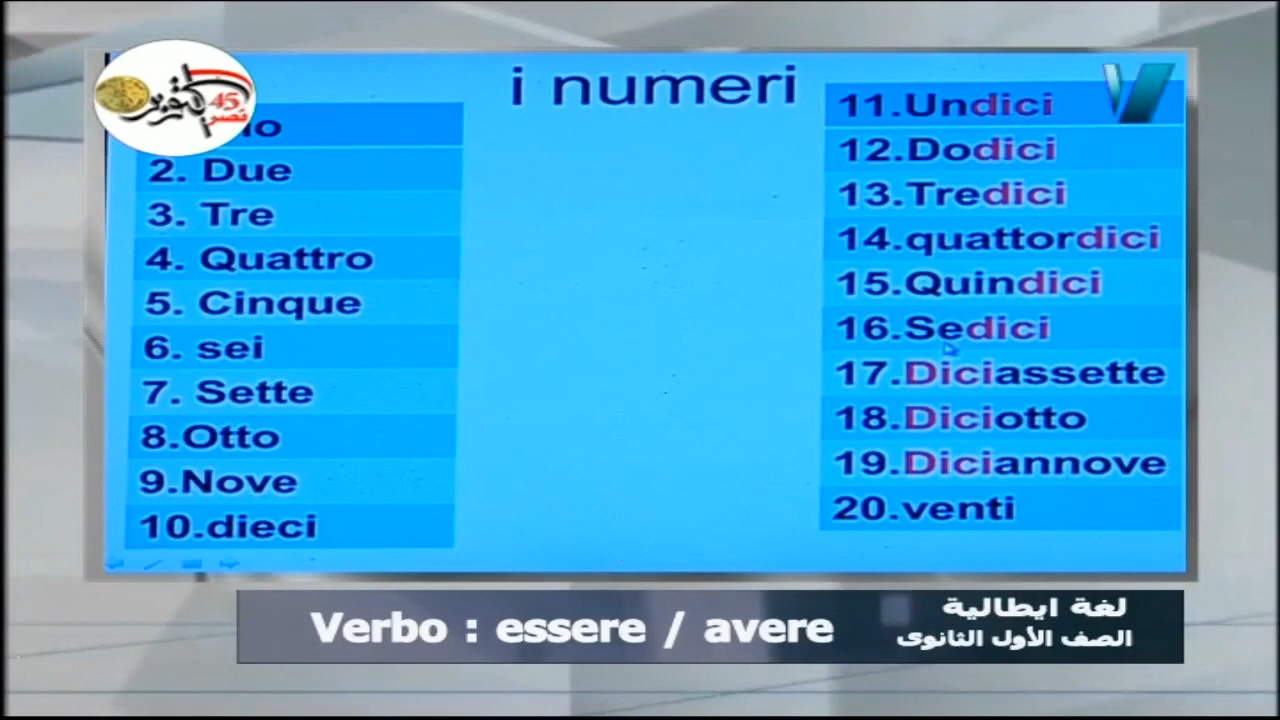 i numeri
2. Due
3. Tre
4. Quattro
5. Cinque
6. sei
7. Sette
8.Otto
9.Nove
10.dieci
11.Undici
12.Dodici
13.Tredici
14.quattordici
15.Quindici
16.Sedici
17.Diciassette
18.Diciotto
19.Diciannove
20.venti
45
نصر
أكتوبر
Verbo : essere / avere
لغة ايطالية
الصف الأول الثانوى